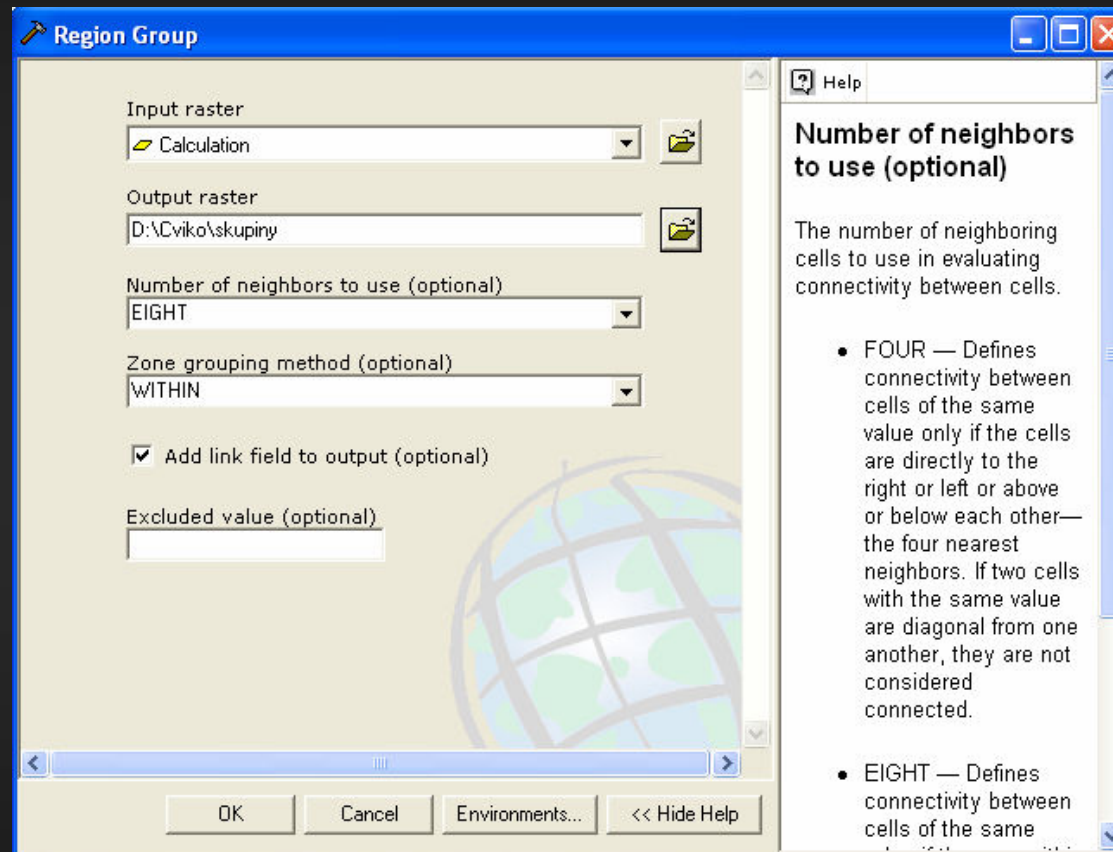 Region Group
Input raster
Calculation
Output raster
D:\Cviko\skupiny
Number of neighbors to use (optional)
EIGHT
Zone grouping method (optional)
WITHIN
Add link field to output (optional)
Excluded value (optional)
OK
Cancel
Environments...
<< Hide Help
Help
Number of neighbors
to use (optional)
The number of neighboring
cells to use in evaluating
connectivity between cells.
• FOUR — Defines
connectivity between
cells of the same
value only if the cells
are directly to the
right or left or above
or below each other—
the four nearest
neighbors. If two cells
with the same value
are diagonal from one
another, they are not
considered
connected.
• EIGHT — Defines
connectivity between
cells of the same